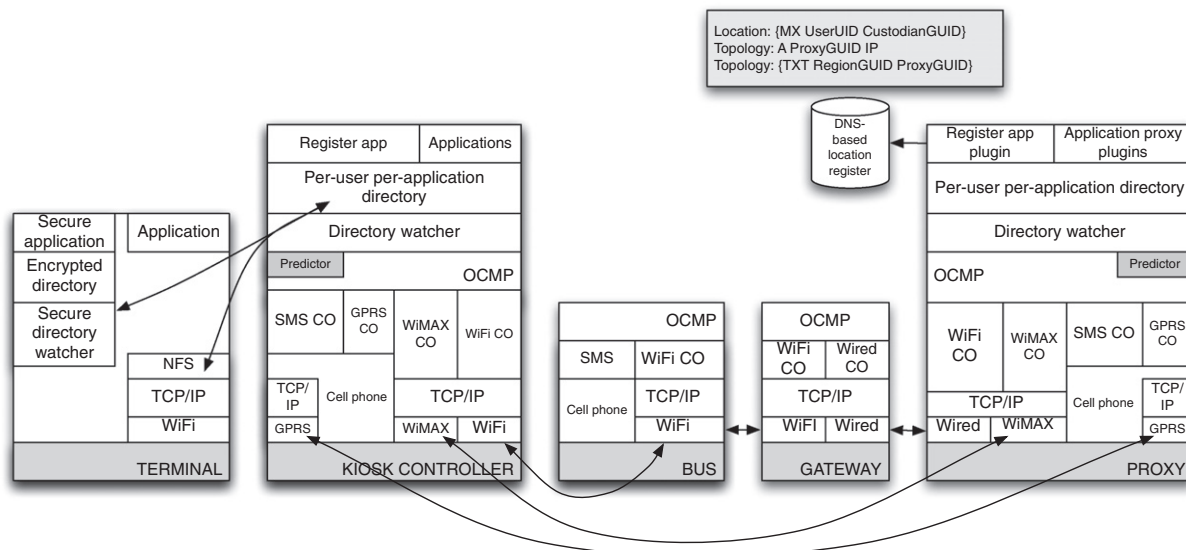 Location: {MX UserUID CustodianGUID}
Topology: A ProxyGUID IP
Topology: {TXT RegionGUID ProxyGUID}
DNS-
based
location
register
Secure
application
Application
Encrypted
directory
Secure
directory
watcher
NFS
TCP/IP
WiFi
TERMINAL
Register app
Applications
Per-user per-application
directory
Directory watcher
Predictor
OCMP
SMS CO
GPRS
CO
WiMAX
CO
WiFi CO
TCP/
IP
Cell phone
TCP/IP
GPRS
WiMAX
WiFi
KIOSK CONTROLLER
OCMP
SMS
WiFi CO
Cell phone
TCP/IP
WiFi
BUS
OCMP
WiFi
CO
Wired
CO
TCP/IP
WiFI
Wired
GATEWAY
Register app
plugin
Application proxy
plugins
Per-user per-application directory
Directory watcher
Predictor
OCMP
WiFi
CO
WiMAX
CO
SMS CO
GPRS
CO
TCP/IP
Cell phone
TCP/
IP
Wired
WiMAX
GPRS
PROXY